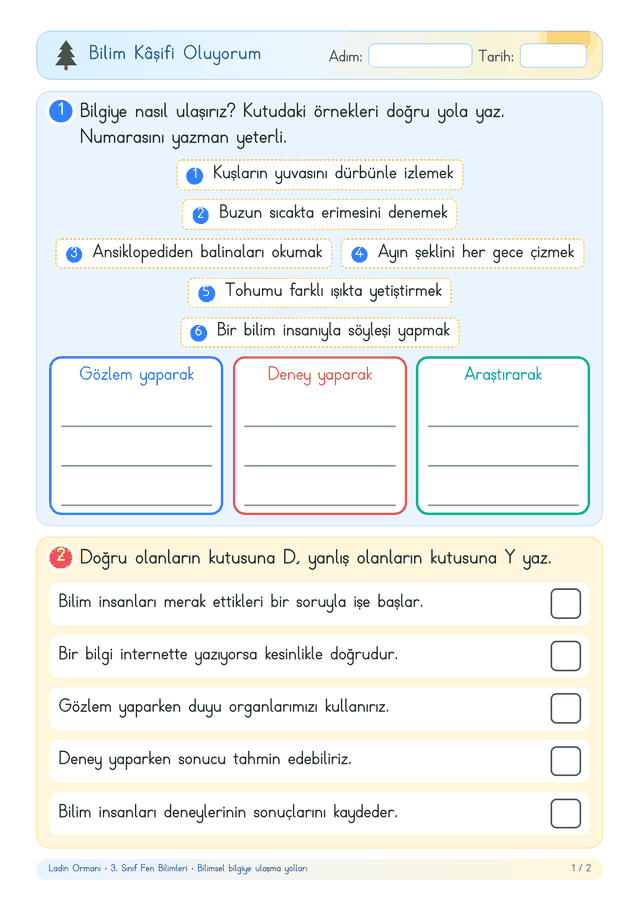 Bilim Kâşifi Oluyorum
Adım:
Tarih:
1 Bilgiye nasıl ulaşırız? Kutudaki örnekleri doğru yola yaz.
Numarasını yazman yeterli.
1 Kuşların yuvasını dürbünle izlemek
2 Buzun sıcakta erimesini denemek
3 Ansiklopediden balinaları okumak
4 Ayın şeklini her gece çizmek
5 Tohumu farklı ışıkta yetiştirmek
6 Bir bilim insanıyla söyleşi yapmak
Gözlem yaparak
Deney yaparak
Araştırarak
2 Doğru olanların kutusuna D, yanlış olanların kutusuna Y yaz.
Bilim insanları merak ettikleri bir soruyla işe başlar.
Bir bilgi internette yazıyorsa kesinlikle doğrudur.
Gözlem yaparken duyu organlarımızı kullanırız.
Deney yaparken sonucu tahmin edebiliriz.
Bilim insanları deneylerinin sonuçlarını kaydeder.
Ladin Ormanı • 3. Sınıf Fen Bilimleri • Bilimsel bilgiye ulaşma yolları
1 / 2